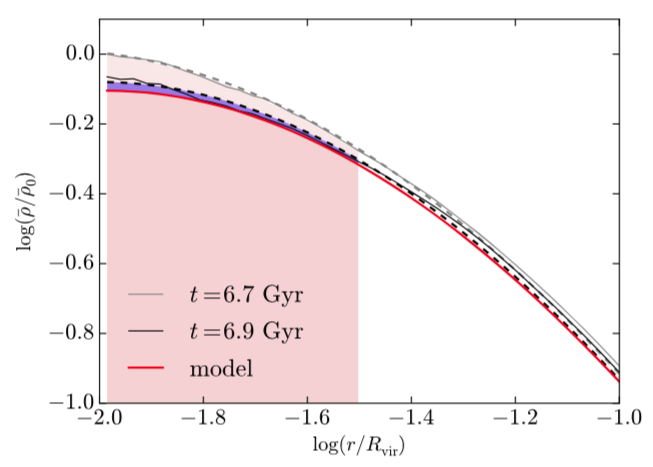 0.0
−0.2
−0.4
−0.6
−0.8
−1.0
log(ρ̄/ρ̄₀)
t=6.7 Gyr
t=6.9 Gyr
model
−2.0 −1.8 −1.6 −1.4 −1.2 −1.0
log(r/R_vir)